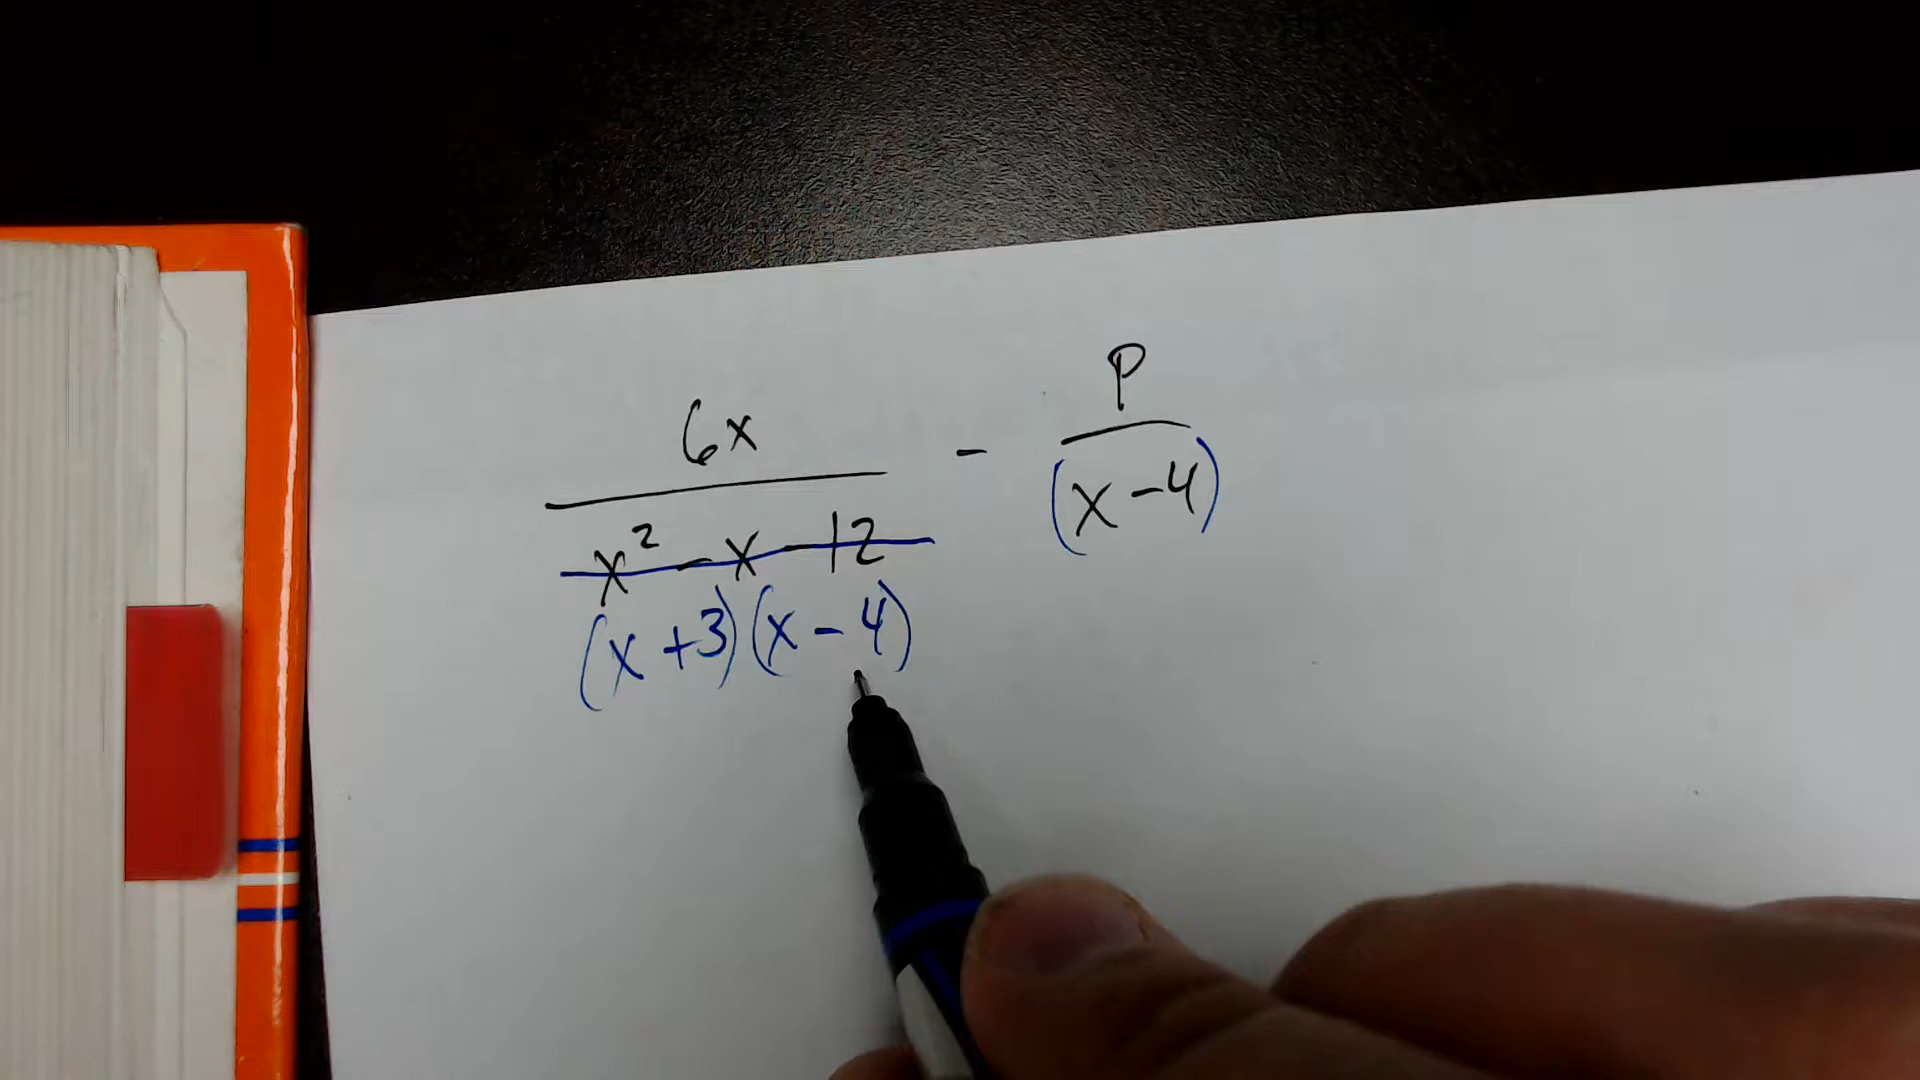 6x - P
x² - x - 12 (x - 4)
(x + 3)(x - 4)